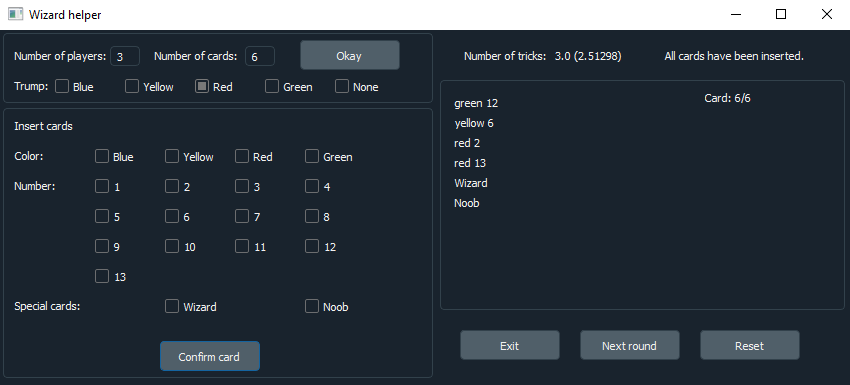 Wizard helper
Number of players: 3 Number of cards: 6 Okay
Trump: Blue Yellow Red Green None
Insert cards
Color: Blue Yellow Red Green
Number: 1 2 3 4
5 6 7 8
9 10 11 12
13
Special cards: Wizard Noob
Confirm card
Number of tricks: 3.0 (2.51298) All cards have been inserted.
Card: 6/6
green 12
yellow 6
red 2
red 13
Wizard
Noob
Exit Next round Reset